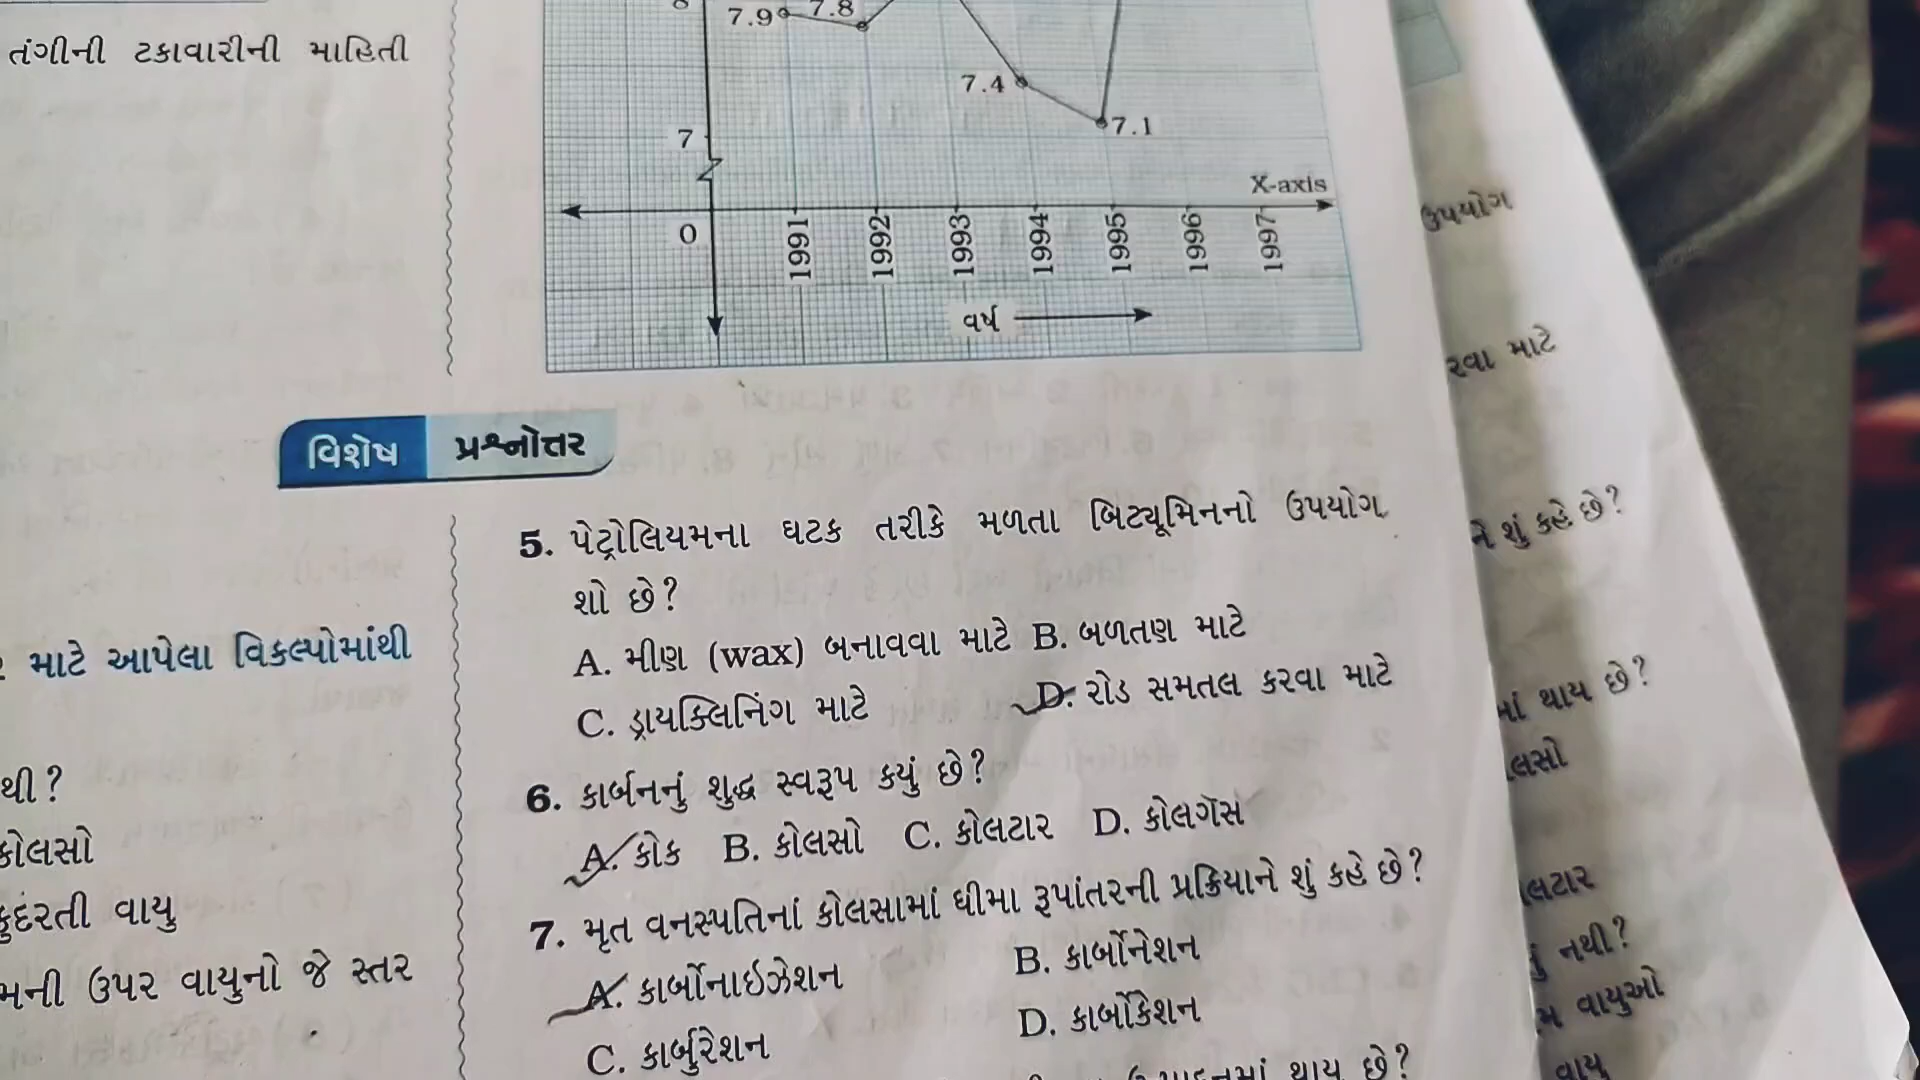 તંગીની ટકાવારીની માહિતી
8
7.9
7.8
7.4
7.1
7
X-axis
0
1991
1992
1993
1994
1995
1996
1997
વર્ષ
વિશેષ પ્રશ્નોત્તર
માટે આપેલા વિકલ્પોમાંથી
થી?
કોલસો
કુદરતી વાયુ
મની ઉપર વાયુનો જે સ્તર
5. પેટ્રોલિયમના ઘટક તરીકે મળતા બિટ્યૂમિનનો ઉપયોગ
શો છે?
A. મીણ (wax) બનાવવા માટે B. બળતણ માટે
C. ડ્રાયક્લિનિંગ માટે D. રોડ સમતલ કરવા માટે
6. કાર્બનનું શુદ્ધ સ્વરૂપ કયું છે?
A. કોક B. કોલસો C. કોલટાર D. કોલગૅસ
7. મૃત વનસ્પતિનાં કોલસામાં ધીમા રૂપાંતરની પ્રક્રિયાને શું કહે છે?
A. કાર્બોનાઇઝેશન B. કાર્બોનેશન
C. કાર્બુરેશન D. કાર્બોકેશન
થાય છે?
ઉપયોગ
રવા માટે
ને શું કહે છે?
માં થાય છે?
લસો
લટાર
નથી?
વાયુઓ
વાયુ